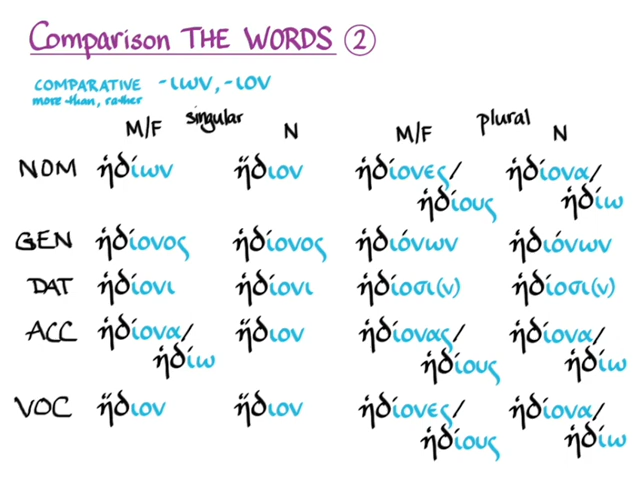 Comparison THE WORDS 2
COMPARATIVE -ιων, -ιον
more than, rather
singular plural
M/F N M/F N
NOM ἡδίων ἥδιον ἡδίονες/ ἡδίονα/
ἡδίους ἡδίω
GEN ἡδίονος ἡδίονος ἡδιόνων ἡδιόνων
DAT ἡδίονι ἡδίονι ἡδίοσι(ν) ἡδίοσι(ν)
ACC ἡδίονα/ ἥδιον ἡδίονας/ ἡδίονα/
ἡδίω ἡδίους ἡδίω
VOC ἥδιον ἥδιον ἡδίονες/ ἡδίονα/
ἡδίους ἡδίω